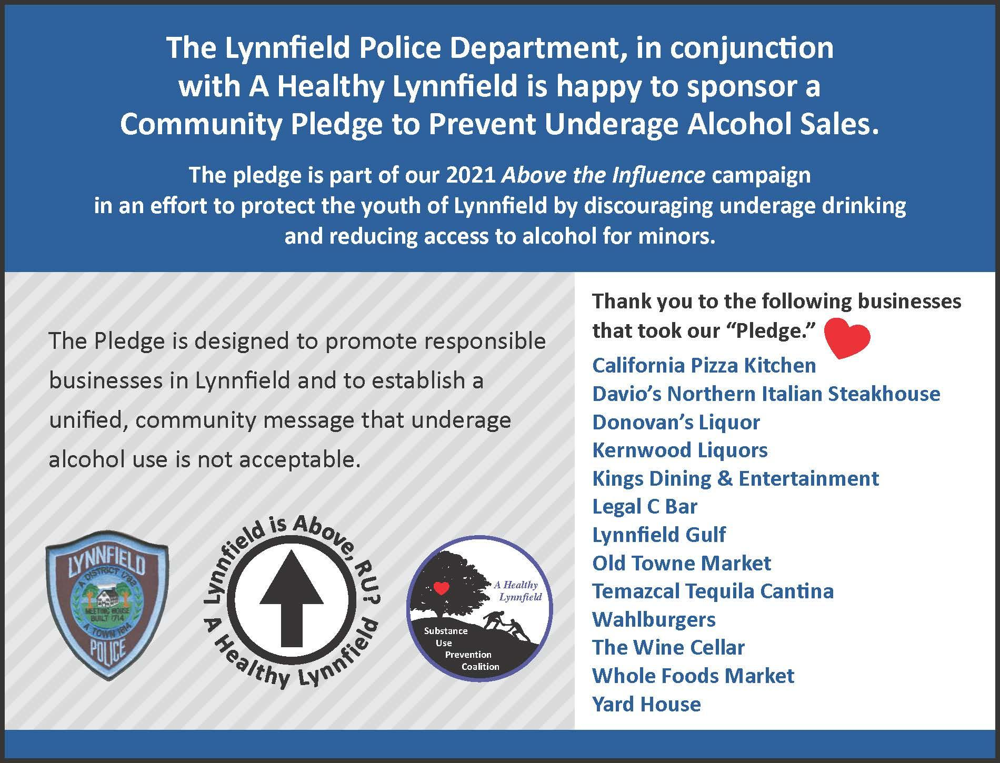 The Lynnfield Police Department, in conjunction
with A Healthy Lynnfield is happy to sponsor a
Community Pledge to Prevent Underage Alcohol Sales.
The pledge is part of our 2021 Above the Influence campaign
in an effort to protect the youth of Lynnfield by discouraging underage drinking
and reducing access to alcohol for minors.
The Pledge is designed to promote responsible
businesses in Lynnfield and to establish a
unified, community message that underage
alcohol use is not acceptable.
LYNNFIELD
A DISTRICT 1782
MEETING HOUSE
BUILT 1714
A TOWN 1814
POLICE
Lynnfield is Above, RU?
A Healthy Lynnfield
A Healthy
Lynnfield
Substance
Use
Prevention
Coalition
Thank you to the following businesses
that took our “Pledge.”
California Pizza Kitchen
Davio’s Northern Italian Steakhouse
Donovan’s Liquor
Kernwood Liquors
Kings Dining & Entertainment
Legal C Bar
Lynnfield Gulf
Old Towne Market
Temazcal Tequila Cantina
Wahlburgers
The Wine Cellar
Whole Foods Market
Yard House